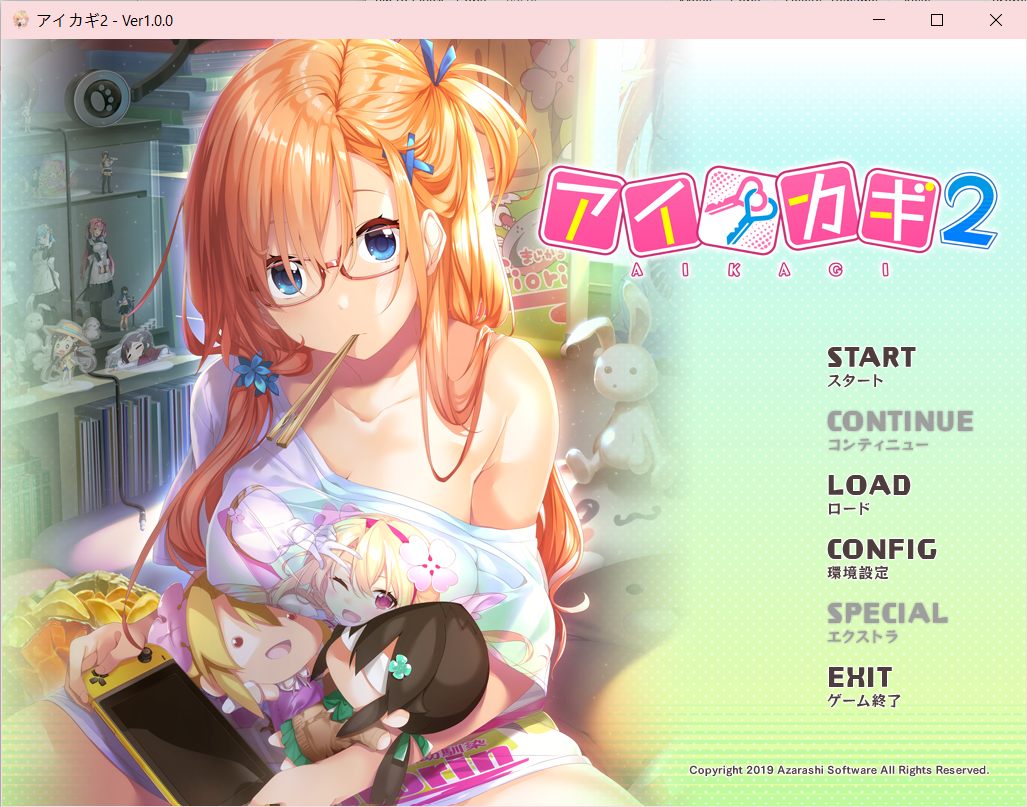 アイカギ2 - Ver1.0.0
アイカギ2
AIKAGI
START
スタート
CONTINUE
コンティニュー
LOAD
ロード
CONFIG
環境設定
SPECIAL
エクストラ
EXIT
ゲーム終了
Copyright 2019 Azarashi Software All Rights Reserved.